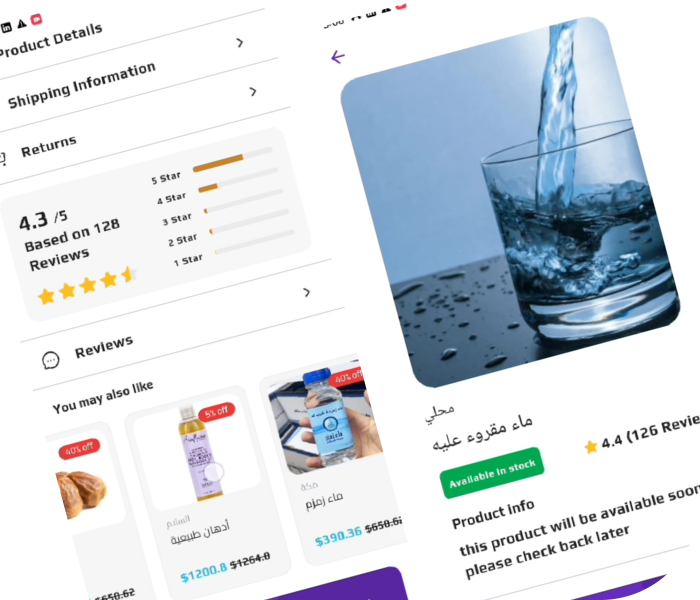 Product Details
Shipping Information
Returns
4.3 /5
Based on 128
Reviews
5 Star
4 Star
3 Star
2 Star
1 Star
Reviews
You may also like
40% off
$658.62
5% off
السليم
أدهان طبيعية
$1200.8 $1264.0
40% off
مكة
ماء زمزم
$390.36 $650.6
محلي
ماء مقروء عليه
Available in stock
4.4 (126 Revie
Product info
this product will be available soon
please check back later